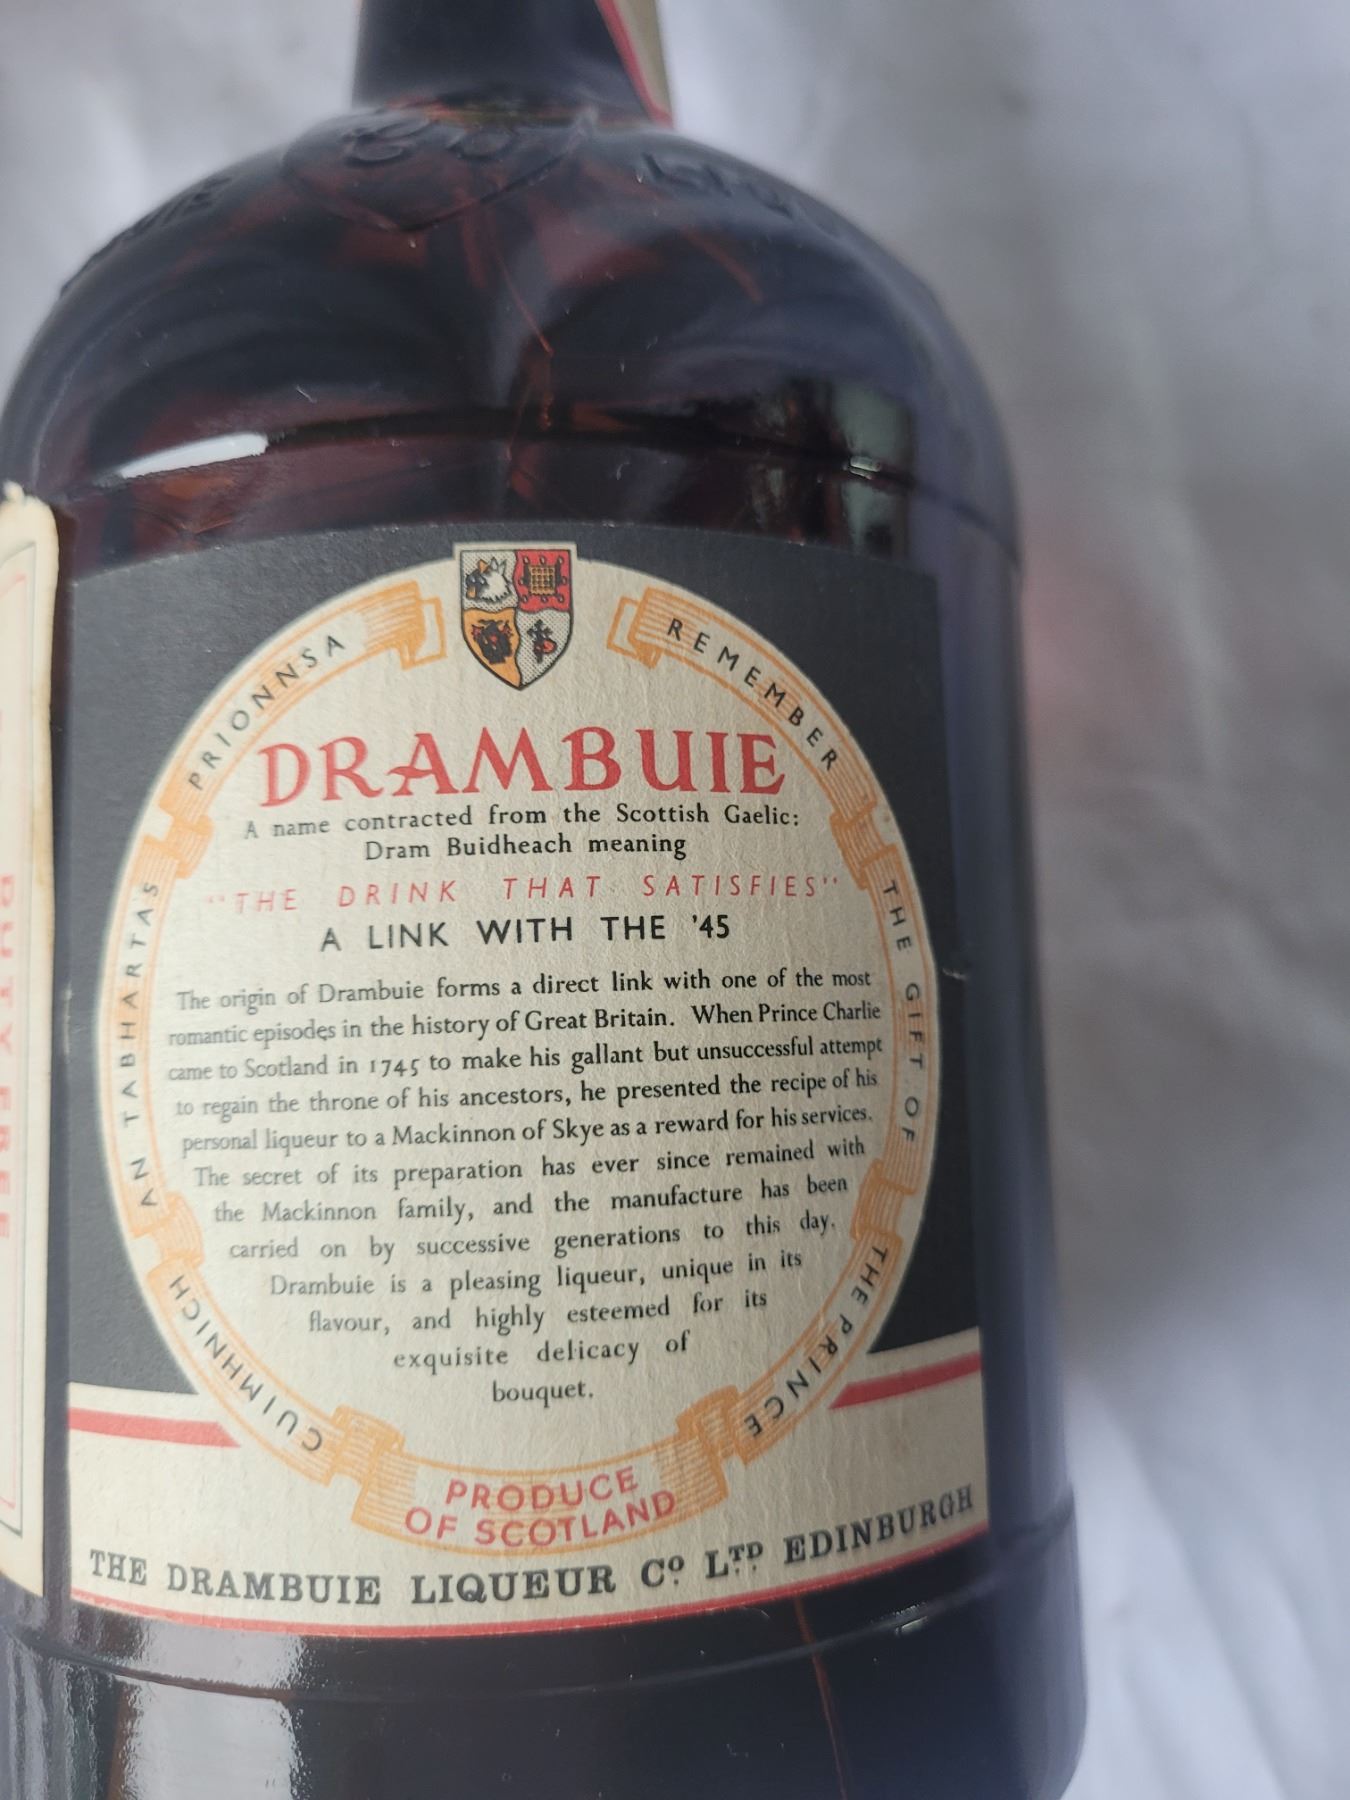 CUIMHNICH AN TABHARTAS PRIONNSA
REMEMBER THE GIFT OF THE PRINCE
DRAMBUIE
A name contracted from the Scottish Gaelic:
Dram Buidheach meaning
"THE DRINK THAT SATISFIES"
A LINK WITH THE '45
The origin of Drambuie forms a direct link with one of the most
romantic episodes in the history of Great Britain. When Prince Charlie
came to Scotland in 1745 to make his gallant but unsuccessful attempt
to regain the throne of his ancestors, he presented the recipe of his
personal liqueur to a Mackinnon of Skye as a reward for his services.
The secret of its preparation has ever since remained with
the Mackinnon family, and the manufacture has been
carried on by successive generations to this day.
Drambuie is a pleasing liqueur, unique in its
flavour, and highly esteemed for its
exquisite delicacy of
bouquet.
PRODUCE
OF SCOTLAND
THE DRAMBUIE LIQUEUR Cº LTD EDINBURGH
DUTY FREE